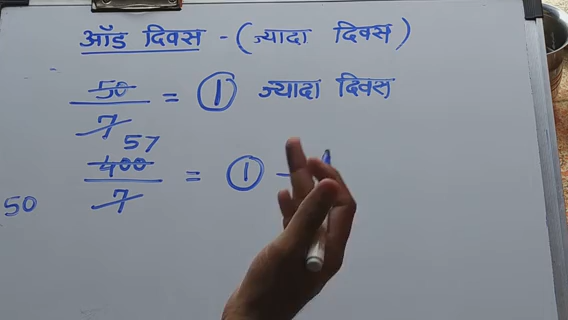 ऑड दिवस - (ज्यादा दिवस)
50/7 = 1 ज्यादा दिवस
57
400/7 = 1 -
50